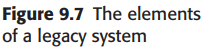 Figure 9.7 The elements
of a legacy system